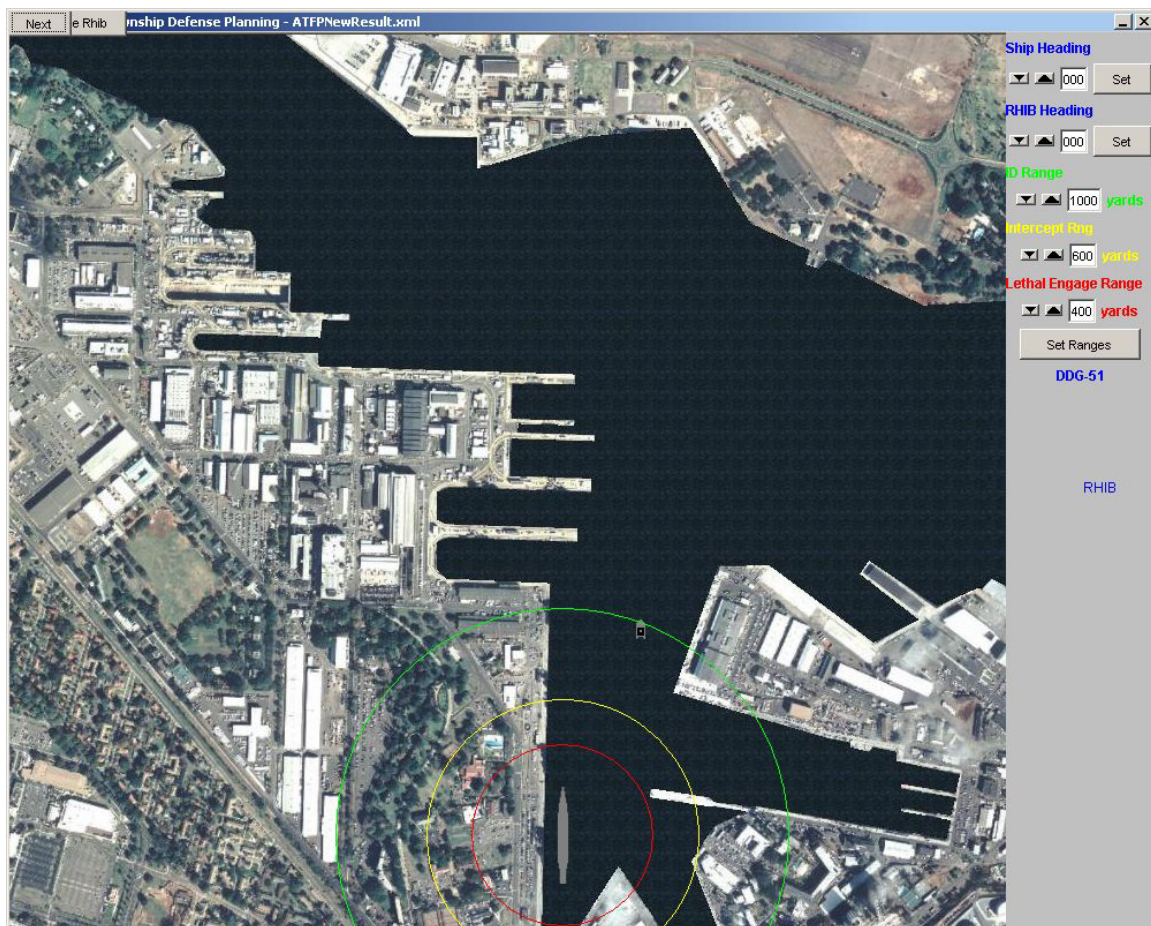 Next
e Rhib
nship Defense Planning - ATFPNewResult.xml
Ship Heading
000
Set
RHIB Heading
000
Set
ID Range
1000 yards
Intercept Rng
600 yards
Lethal Engage Range
400 yards
Set Ranges
DDG-51
RHIB